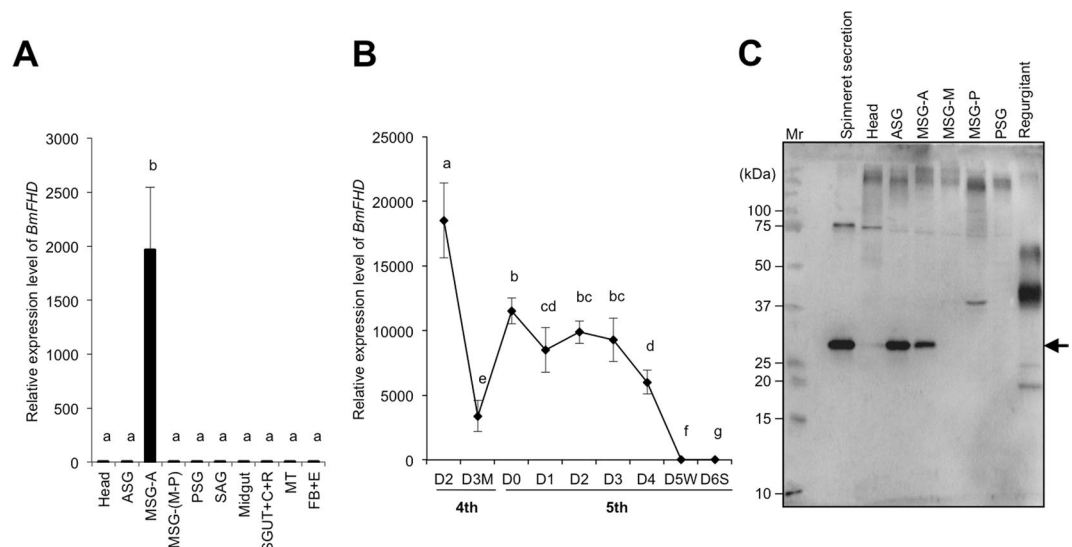 A
B
C
Relative expression level of BmFHD
3000
2500
2000
1500
1000
500
0
a
a
b
a
a
a
a
a
a
a
Head
ASG
MSG-A
MSG-(M-P)
PSG
SAG
Midgut
SGUT+C+R
MT
FB+E
Relative expression level of BmFHD
25000
20000
15000
10000
5000
0
a
e
b
cd
bc
bc
d
f
g
D2 D3M D0 D1 D2 D3 D4 D5W D6S
4th 5th
Spinneret secretion
Head
ASG
MSG-A
MSG-M
MSG-P
PSG
Regurgitant
Mr
(kDa)
100
75
50
37
25
20
15
10